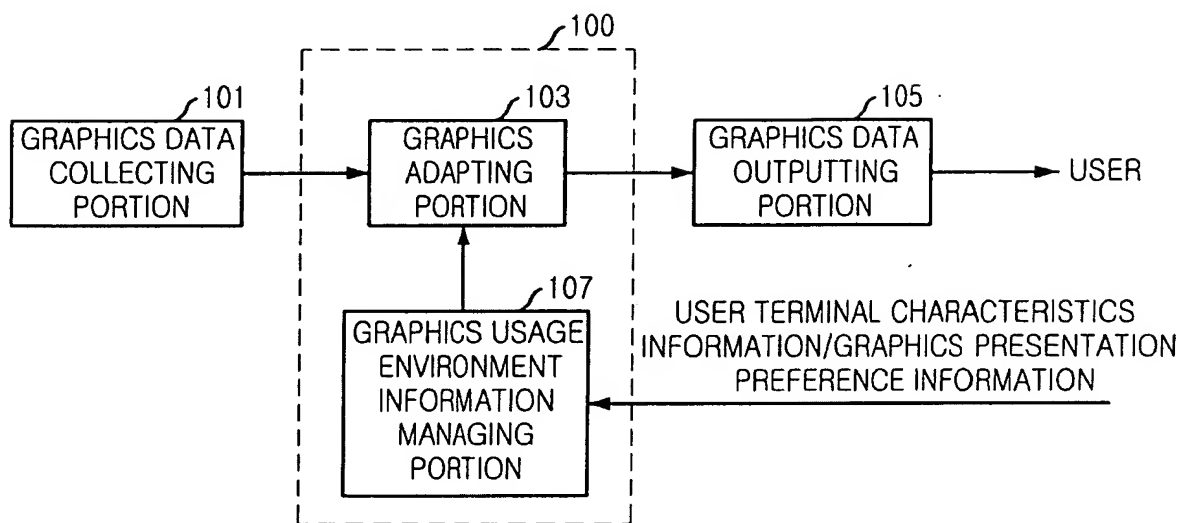 100
101
GRAPHICS DATA
COLLECTING
PORTION
103
GRAPHICS
ADAPTING
PORTION
105
GRAPHICS DATA
OUTPUTTING
PORTION
USER
107
GRAPHICS USAGE
ENVIRONMENT
INFORMATION
MANAGING
PORTION
USER TERMINAL CHARACTERISTICS
INFORMATION/GRAPHICS PRESENTATION
PREFERENCE INFORMATION